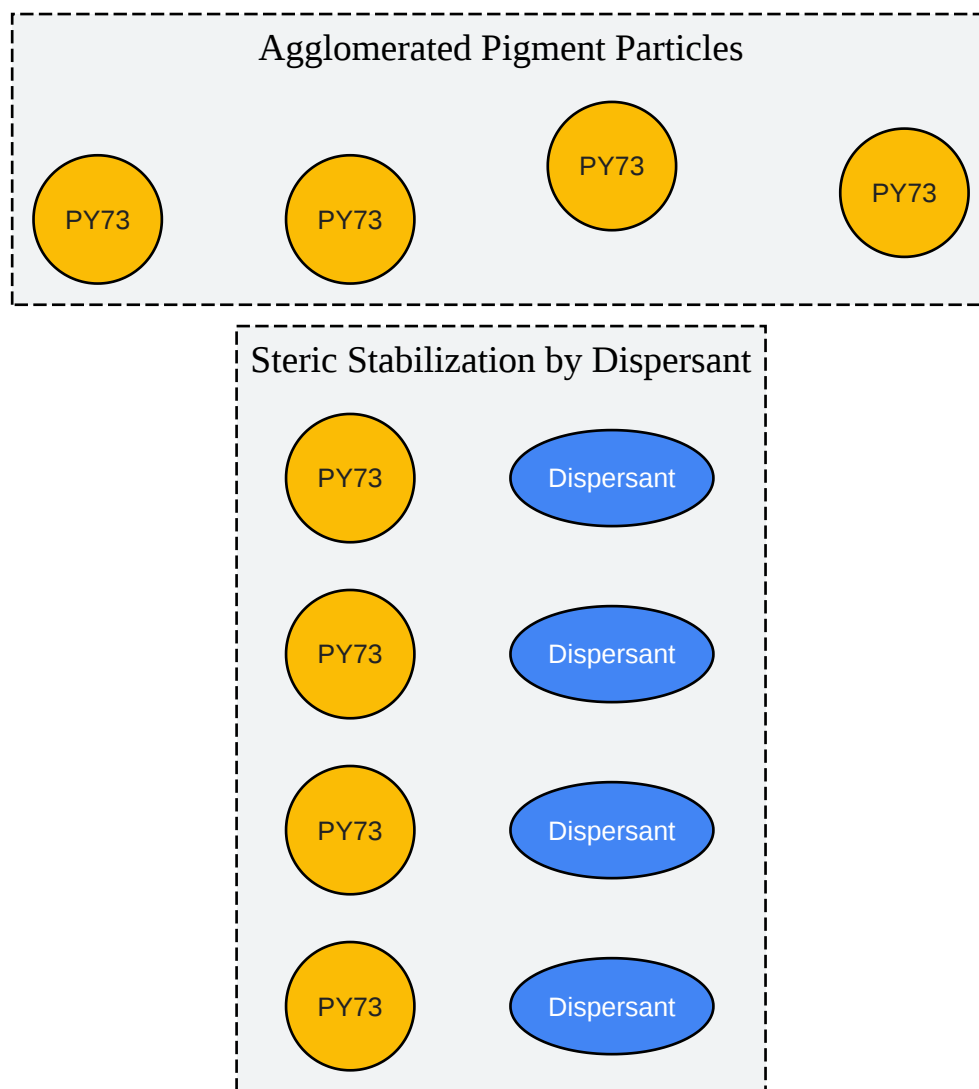 Agglomerated Pigment Particles
PY73
PY73
PY73
PY73
Steric Stabilization by Dispersant
PY73 Dispersant
PY73 Dispersant
PY73 Dispersant
PY73 Dispersant